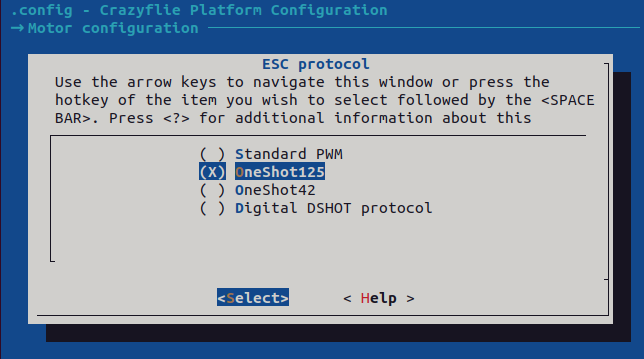 .config - Crazyflie Platform Configuration
→ Motor configuration
ESC protocol
Use the arrow keys to navigate this window or press the
hotkey of the item you wish to select followed by the <SPACE
BAR>. Press <?> for additional information about this
( ) Standard PWM
(X) OneShot125
( ) OneShot42
( ) Digital DSHOT protocol
<Select> < Help >